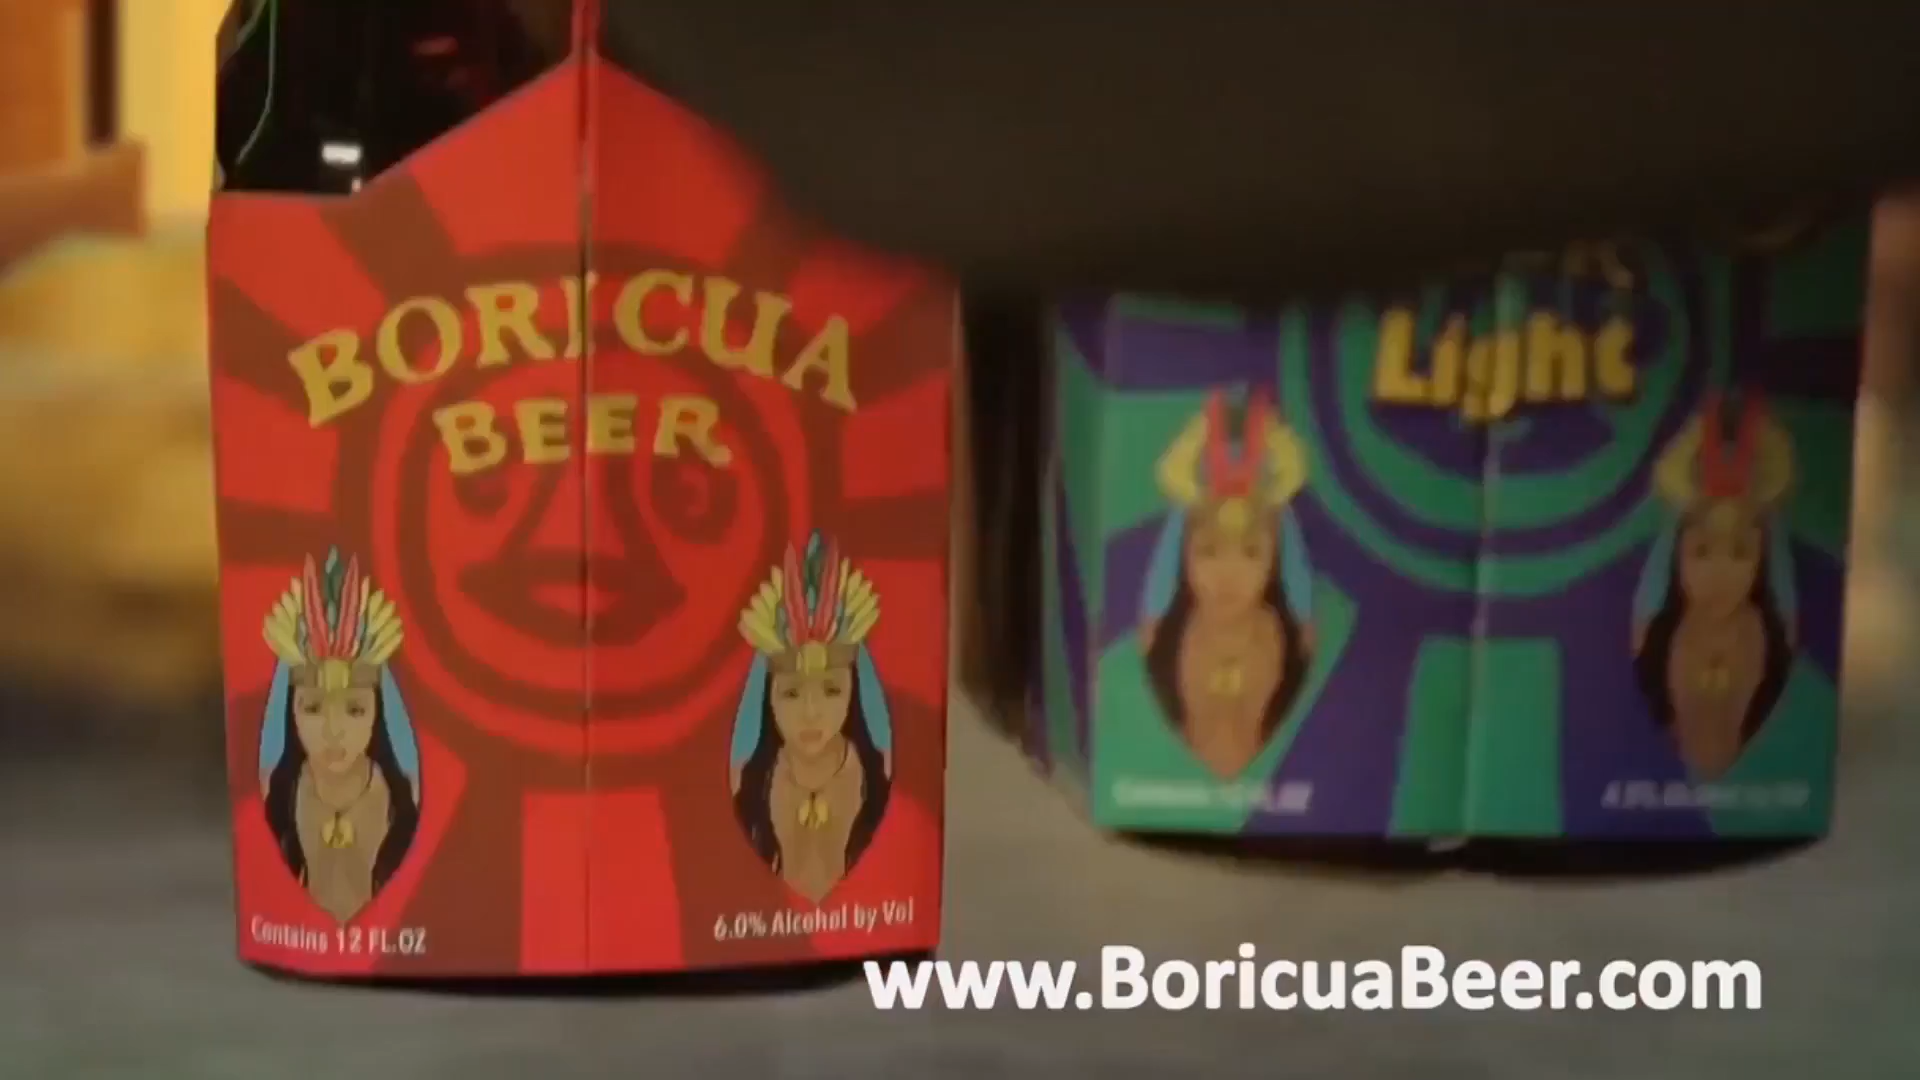 BORICUA
BEER
Contains 12 FL.OZ
6.0% Alcohol by Vol
Light
www.BoricuaBeer.com